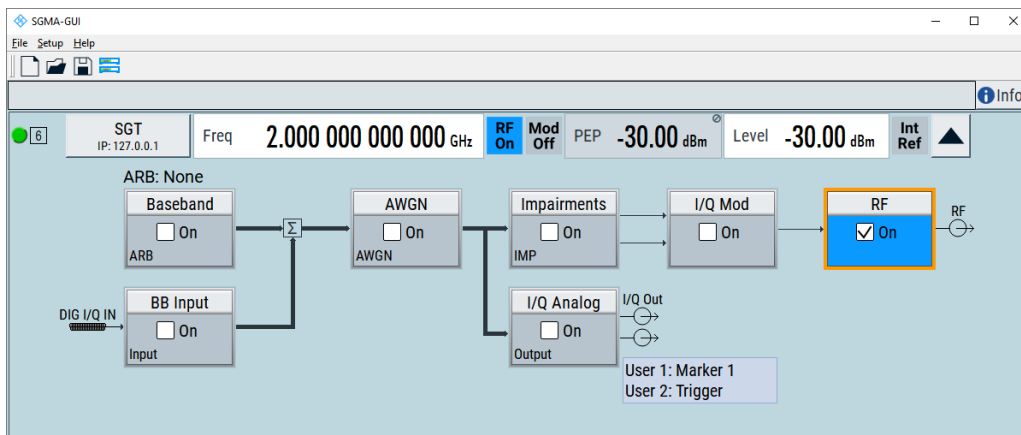 SGMA-GUI
File Setup Help
Info
6 SGT IP: 127.0.0.1 Freq 2.000 000 000 000 GHz RF On Mod Off PEP -30.00 dBm Level -30.00 dBm Int Ref
ARB: None
Baseband AWGN Impairments I/Q Mod RF
On Σ On On On On RF
ARB AWGN IMP
BB Input I/Q Analog I/Q Out
DIG I/Q IN On On
Input Output
User 1: Marker 1
User 2: Trigger